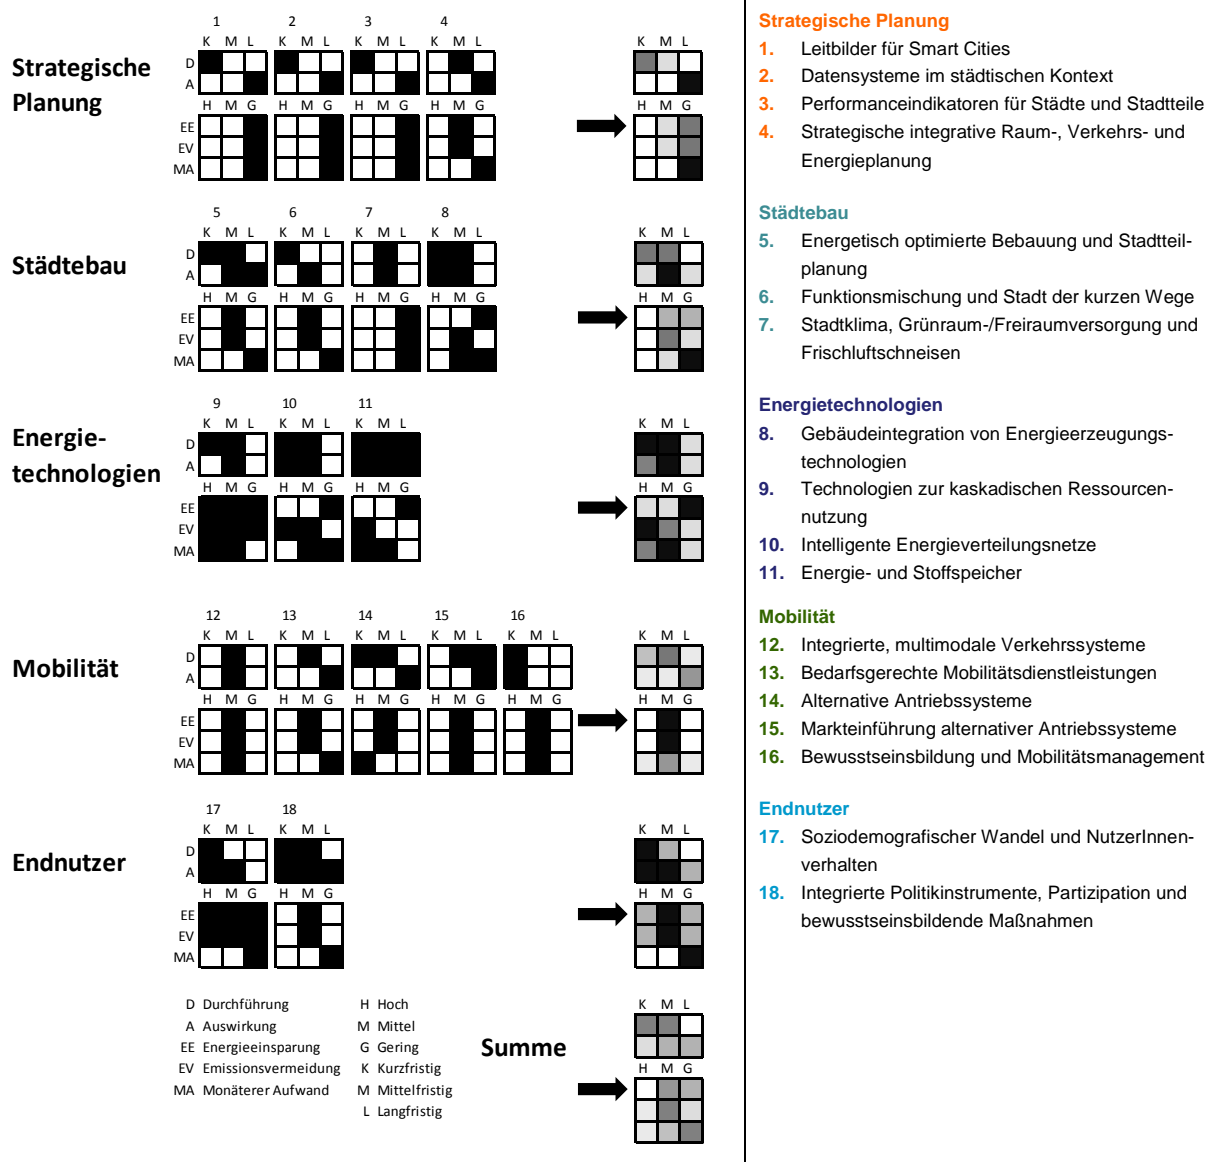 1 2 3 4
K M L K M L K M L K M L K M L
Strategische
Planung
D
A
H M G H M G H M G H M G H M G
EE
EV
MA
5 6 7 8
K M L K M L K M L K M L K M L
Städtebau
D
A
H M G H M G H M G H M G H M G
EE
EV
MA
9 10 11
K M L K M L K M L K M L
Energie-
technologien
D
A
H M G H M G H M G H M G
EE
EV
MA
12 13 14 15 16
K M L K M L K M L K M L K M L K M L
Mobilität
D
A
H M G H M G H M G H M G H M G H M G
EE
EV
MA
17 18
K M L K M L K M L
Endnutzer
D
A
H M G H M G H M G
EE
EV
MA
D Durchführung
A Auswirkung
EE Energieeinsparung
EV Emissionsvermeidung
MA Monäterer Aufwand
H Hoch
M Mittel
G Gering
K Kurzfristig
M Mittelfristig
L Langfristig
Summe
K M L
H M G
Strategische Planung
1. Leitbilder für Smart Cities
2. Datensysteme im städtischen Kontext
3. Performanceindikatoren für Städte und Stadtteile
4. Strategische integrative Raum-, Verkehrs- und
Energieplanung
Städtebau
5. Energetisch optimierte Bebauung und Stadtteil-
planung
6. Funktionsmischung und Stadt der kurzen Wege
7. Stadtklima, Grünraum-/Freiraumversorgung und
Frischluftschneisen
Energietechnologien
8. Gebäudeintegration von Energieerzeugungs-
technologien
9. Technologien zur kaskadischen Ressourcen-
nutzung
10. Intelligente Energieverteilungsnetze
11. Energie- und Stoffspeicher
Mobilität
12. Integrierte, multimodale Verkehrssysteme
13. Bedarfsgerechte Mobilitätsdienstleistungen
14. Alternative Antriebssysteme
15. Markteinführung alternativer Antriebssysteme
16. Bewusstseinsbildung und Mobilitätsmanagement
Endnutzer
17. Soziodemografischer Wandel und NutzerInnen-
verhalten
18. Integrierte Politikinstrumente, Partizipation und
bewusstseinsbildende Maßnahmen